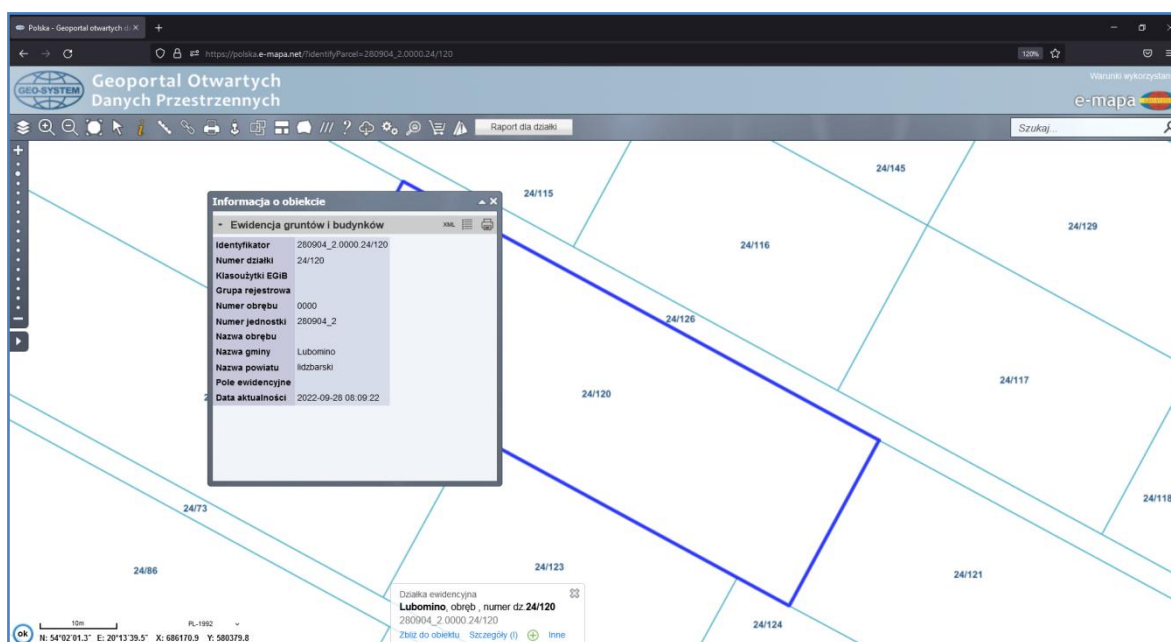 Polska - Geoportal otwartych d
https://polska.e-mapa.net/?identifyParcel=280904_2.0000.24/120
120%
GEO-SYSTEM
Geoportal Otwartych
Danych Przestrzennych
Warunki wykorzystan
e-mapa
Raport dla działki
Szukaj...
24/145
24/115
24/129
24/116
Informacja o obiekcie
Ewidencja gruntów i budynków
XML
Identyfikator 280904_2.0000.24/120
Numer działki 24/120
Klasoużytki EGiB
Grupa rejestrowa
Numer obrębu 0000
Numer jednostki 280904_2
Nazwa obrębu
Nazwa gminy Lubomino
Nazwa powiatu lidzbarski
Pole ewidencyjne
Data aktualności 2022-09-28 08:09:22
24/126
24/117
24/120
24/118
24/73
24/86
24/123
24/121
24/124
Działka ewidencyjna
Lubomino, obręb , numer dz.24/120
280904_2.0000.24/120
Zbliż do obiektu Szczegóły (I) Inne
10m PL-1992
ok N: 54°02'01.3" E: 20°13'39.5" X: 686170.9 Y: 580379.8